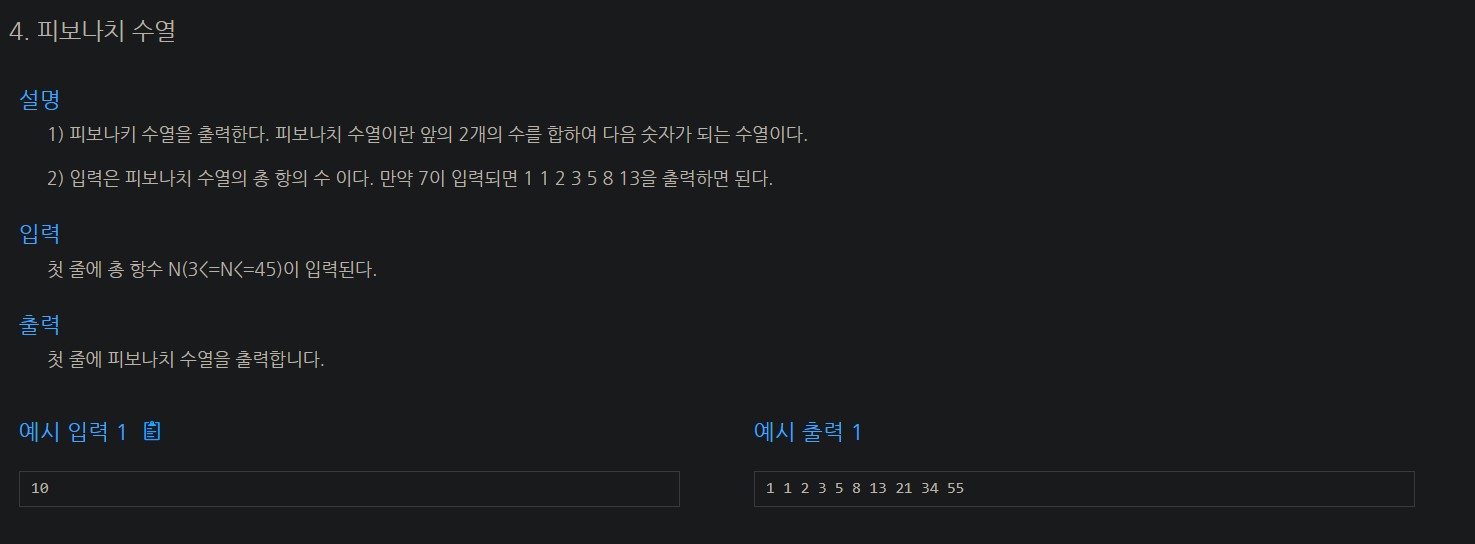 4. 피보나치 수열
설명
1) 피보나키 수열을 출력한다. 피보나치 수열이란 앞의 2개의 수를 합하여 다음 숫자가 되는 수열이다.
2) 입력은 피보나치 수열의 총 항의 수 이다. 만약 7이 입력되면 1 1 2 3 5 8 13을 출력하면 된다.
입력
첫 줄에 총 항수 N(3<=N<=45)이 입력된다.
출력
첫 줄에 피보나치 수열을 출력합니다.
예시 입력 1
예시 출력 1
10
1 1 2 3 5 8 13 21 34 55